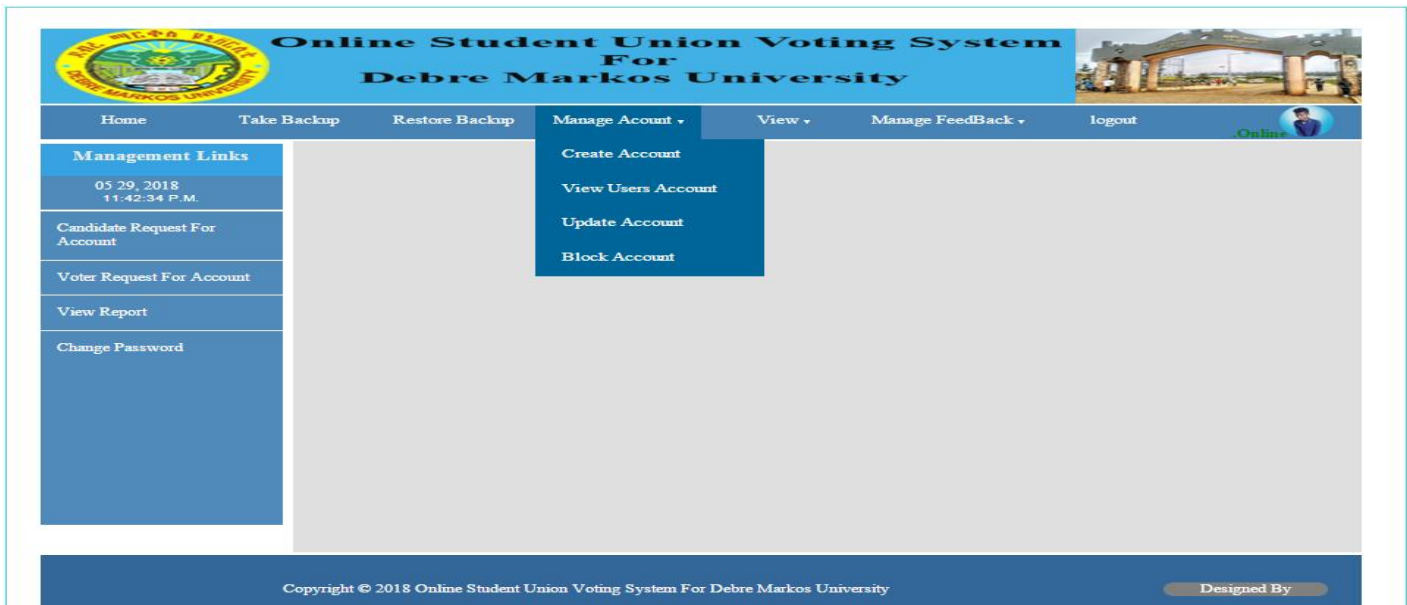 Online Student Union Voting System
For
Debre Markos University
DEBRE MARKOS UNIVERSITY
Home Take Backup Restore Backup Manage Acount View Manage FeedBack logout
.Online
Management Links
05 29, 2018
11:42:34 P.M.
Candidate Request For
Account
Voter Request For Account
View Report
Change Password
Create Account
View Users Account
Update Account
Block Account
Copyright © 2018 Online Student Union Voting System For Debre Markos University
Designed By